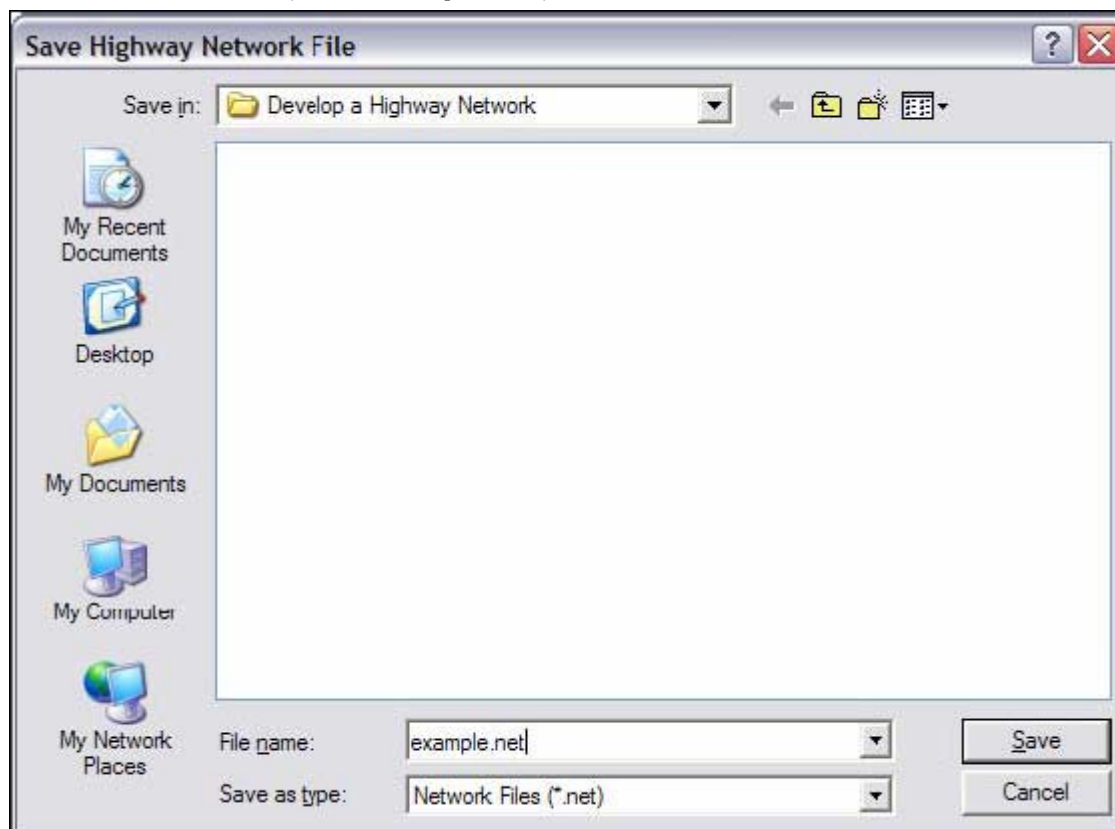 Save Highway Network File
Save in:
Develop a Highway Network
My Recent
Documents
Desktop
My Documents
My Computer
My Network
Places
File name:
example.net
Save
Save as type:
Network Files (*.net)
Cancel